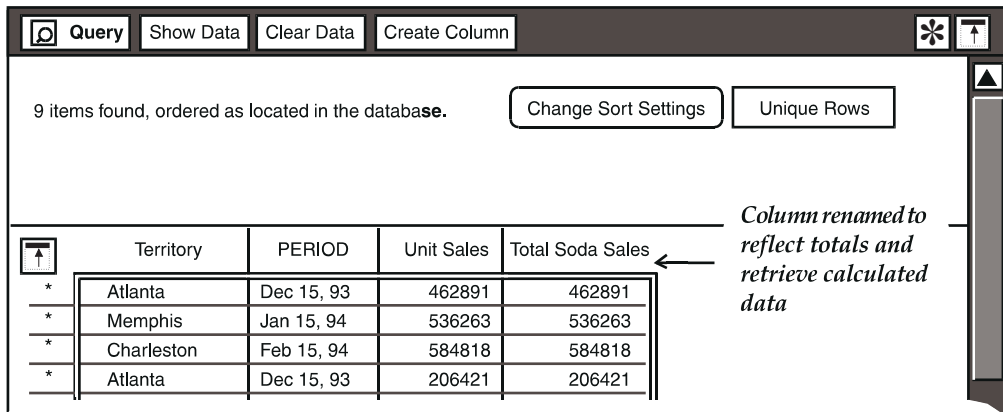 Query Show Data Clear Data Create Column
9 items found, ordered as located in the database. Change Sort Settings Unique Rows
Column renamed to
reflect totals and
retrieve calculated
data
Territory PERIOD Unit Sales Total Soda Sales
* Atlanta Dec 15, 93 462891 462891
* Memphis Jan 15, 94 536263 536263
* Charleston Feb 15, 94 584818 584818
* Atlanta Dec 15, 93 206421 206421